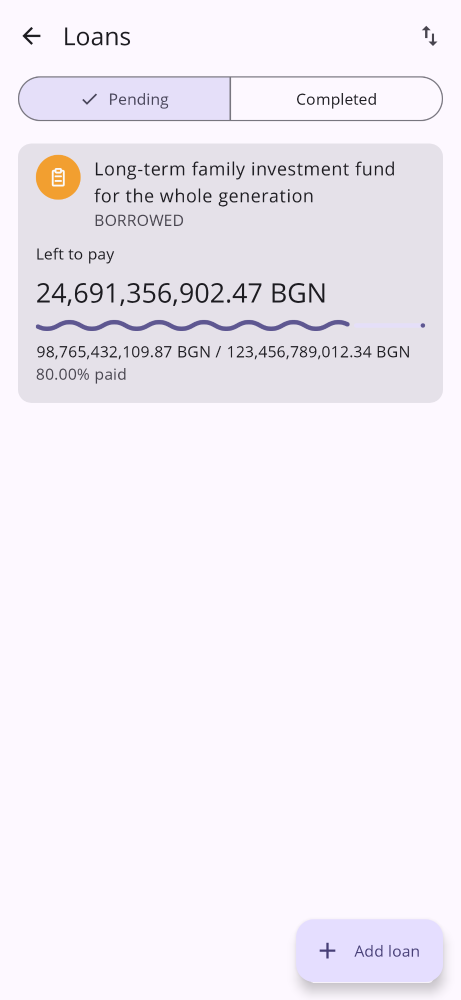 Loans
Pending
Completed
Long-term family investment fund
for the whole generation
BORROWED
Left to pay
24,691,356,902.47 BGN
98,765,432,109.87 BGN / 123,456,789,012.34 BGN
80.00% paid
Add loan